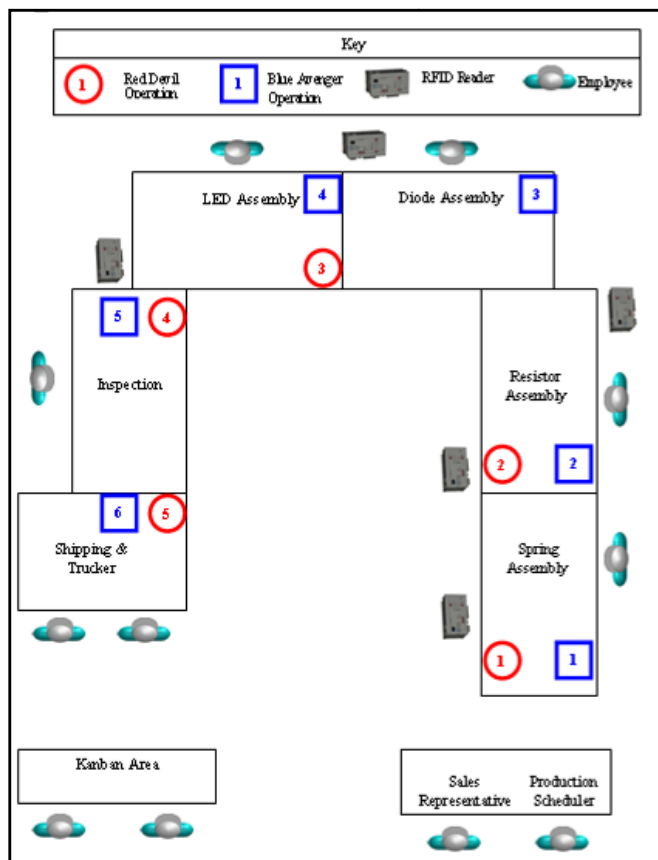 Key
1
Red Devil
Operation
1
Blue Avenger
Operation
RFID Reader
Employee
LED Assembly
4
Diode Assembly
3
3
5
4
Inspection
Resistor
Assembly
2
2
6
5
Shipping &
Trucker
Spring
Assembly
1
1
Kanban Area
Sales
Representative
Production
Scheduler